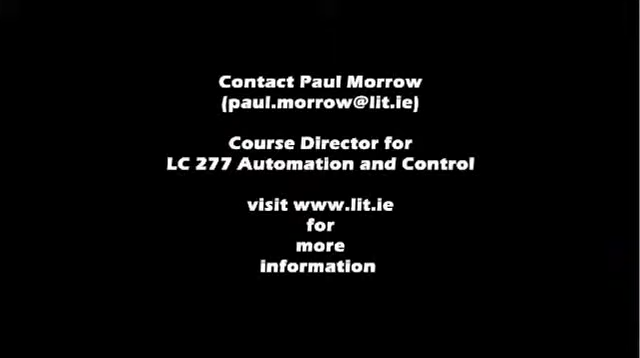 Contact Paul Morrow
(paul.morrow@lit.ie)
Course Director for
LC 277 Automation and Control
visit www.lit.ie
for
more
information